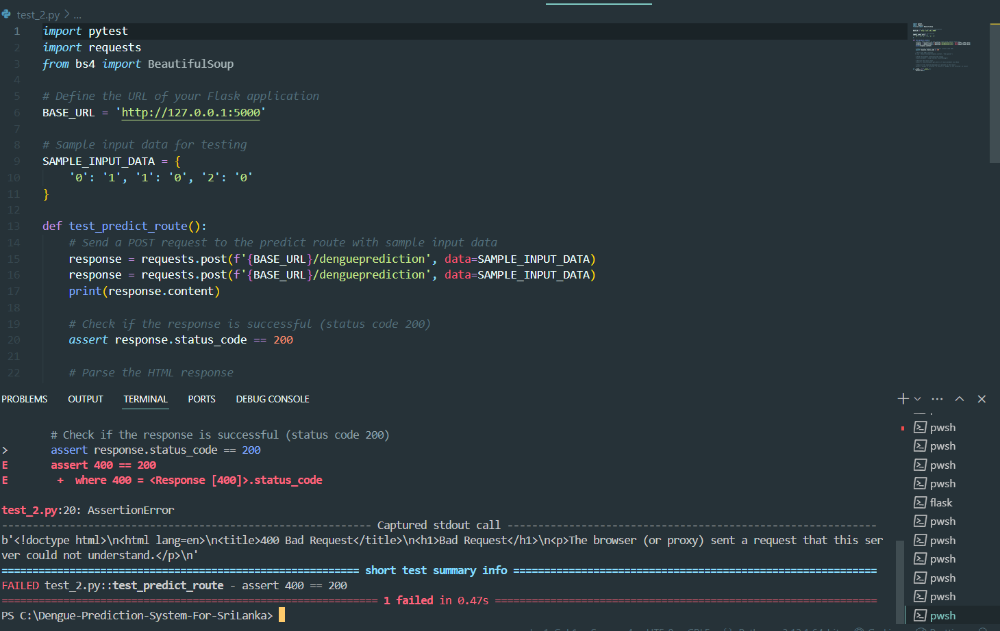 test_2.py > ...
1 import pytest
2 import requests
3 from bs4 import BeautifulSoup
4
5 # Define the URL of your Flask application
6 BASE_URL = 'http://127.0.0.1:5000'
7
8 # Sample input data for testing
9 SAMPLE_INPUT_DATA = {
10 '0': '1', '1': '0', '2': '0'
11 }
12
13 def test_predict_route():
14 # Send a POST request to the predict route with sample input data
15 response = requests.post(f'{BASE_URL}/dengueprediction', data=SAMPLE_INPUT_DATA)
16 response = requests.post(f'{BASE_URL}/dengueprediction', data=SAMPLE_INPUT_DATA)
17 print(response.content)
18
19 # Check if the response is successful (status code 200)
20 assert response.status_code == 200
21
22 # Parse the HTML response
PROBLEMS OUTPUT TERMINAL PORTS DEBUG CONSOLE
# Check if the response is successful (status code 200)
> assert response.status_code == 200
E assert 400 == 200
E + where 400 = <Response [400]>.status_code
test_2.py:20: AssertionError
------------------------------------------------------------ Captured stdout call ------------------------------------------------------------
b'<!doctype html>\n<html lang=en>\n<title>400 Bad Request</title>\n<h1>Bad Request</h1>\n<p>The browser (or proxy) sent a request that this ser
ver could not understand.</p>\n'
========================================================== short test summary info ===========================================================
FAILED test_2.py::test_predict_route - assert 400 == 200
============================================================= 1 failed in 0.47s ==============================================================
PS C:\Dengue-Prediction-System-For-SriLanka>
pwsh
pwsh
pwsh
pwsh
flask
pwsh
pwsh
pwsh
pwsh
pwsh
pwsh